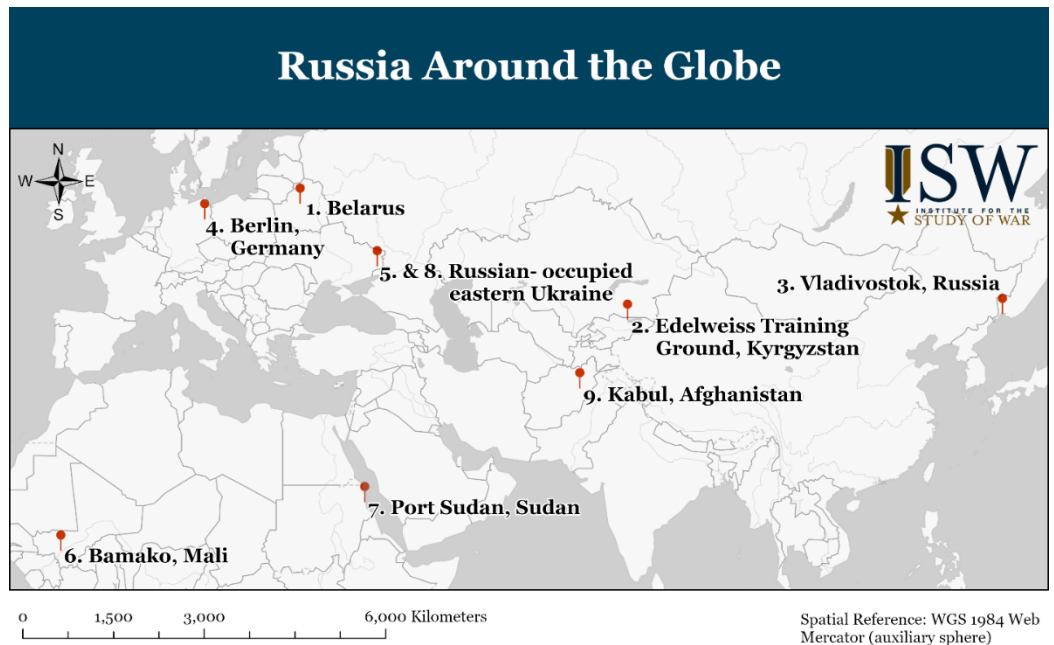 Russia Around the Globe
N
W E
S
ISW
INSTITUTE FOR THE
STUDY OF WAR
1. Belarus
4. Berlin,
Germany
5. & 8. Russian- occupied
eastern Ukraine
3. Vladivostok, Russia
2. Edelweiss Training
Ground, Kyrgyzstan
9. Kabul, Afghanistan
7. Port Sudan, Sudan
6. Bamako, Mali
0 1,500 3,000 6,000 Kilometers
Spatial Reference: WGS 1984 Web
Mercator (auxiliary sphere)